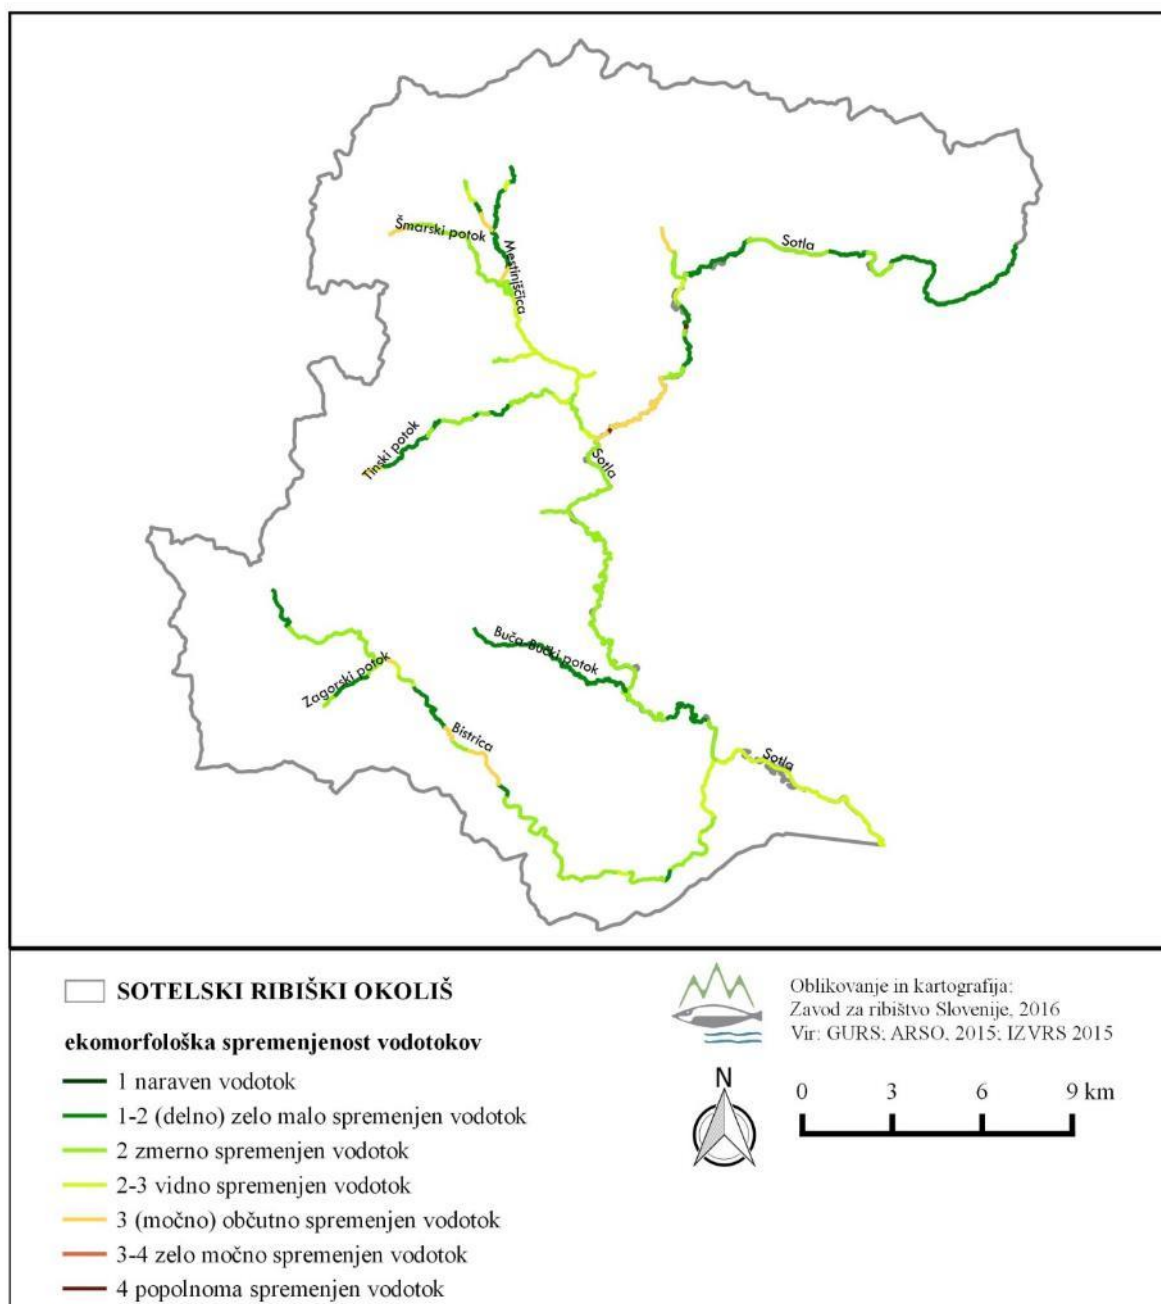 Šmarski potok
Mestinjščica
Sotla
Tinski potok
Sotla
Buča-Bučki potok
Zagorski potok
Bistrica
Sotla
SOTELSKI RIBIŠKI OKOLIŠ
ekomorfološka spremenjenost vodotokov
1 naraven vodotok
1-2 (delno) zelo malo spremenjen vodotok
2 zmerno spremenjen vodotok
2-3 vidno spremenjen vodotok
3 (močno) občutno spremenjen vodotok
3-4 zelo močno spremenjen vodotok
4 popolnoma spremenjen vodotok
Oblikovanje in kartografija:
Zavod za ribištvo Slovenije, 2016
Vir: GURS; ARSO, 2015; IZVRS 2015
N
0 3 6 9 km